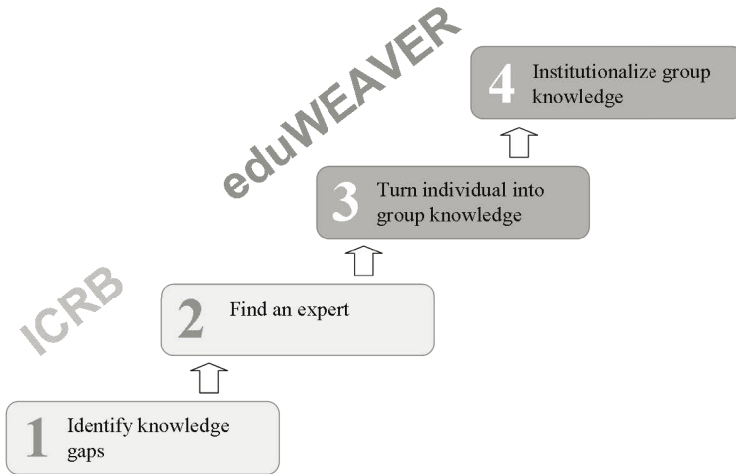 eduWEAVER
4 Institutionalize group
knowledge
3 Turn individual into
group knowledge
ICRB
2 Find an expert
1 Identify knowledge
gaps